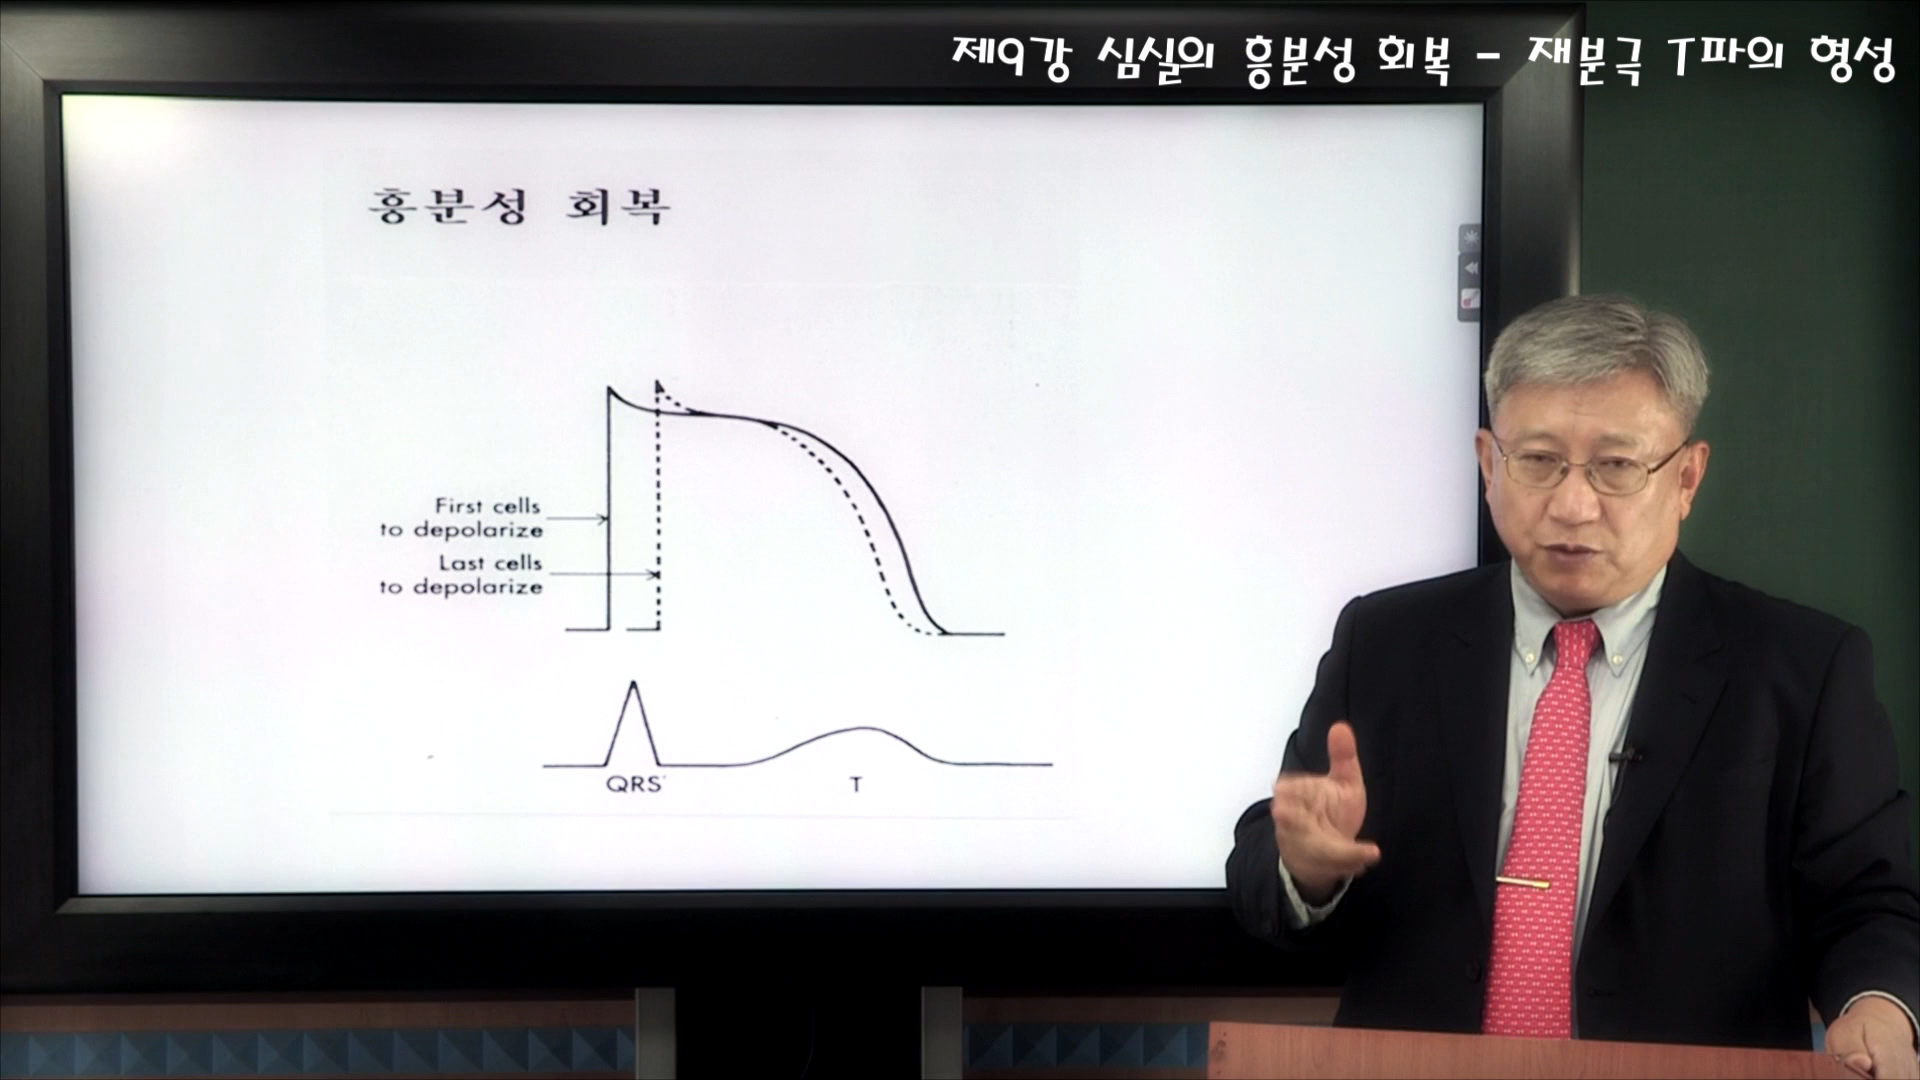 제9강 심실의 흥분성 회복 - 재분극 T파의 형성
흥분성 회복
First cells
to depolarize
Last cells
to depolarize
QRS
T